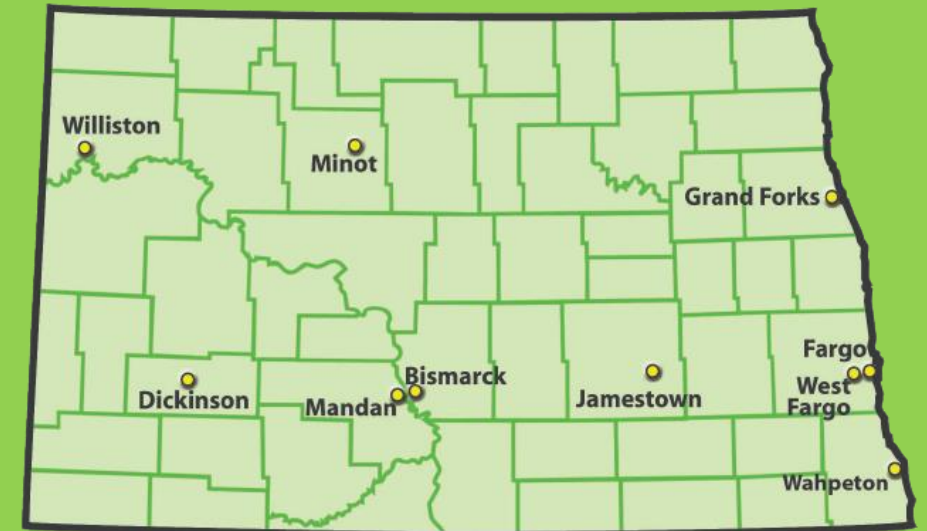 Williston
Minot
Grand Forks
Fargo
Bismarck
West
Dickinson
Mandan
Jamestown
Fargo
Wahpeton